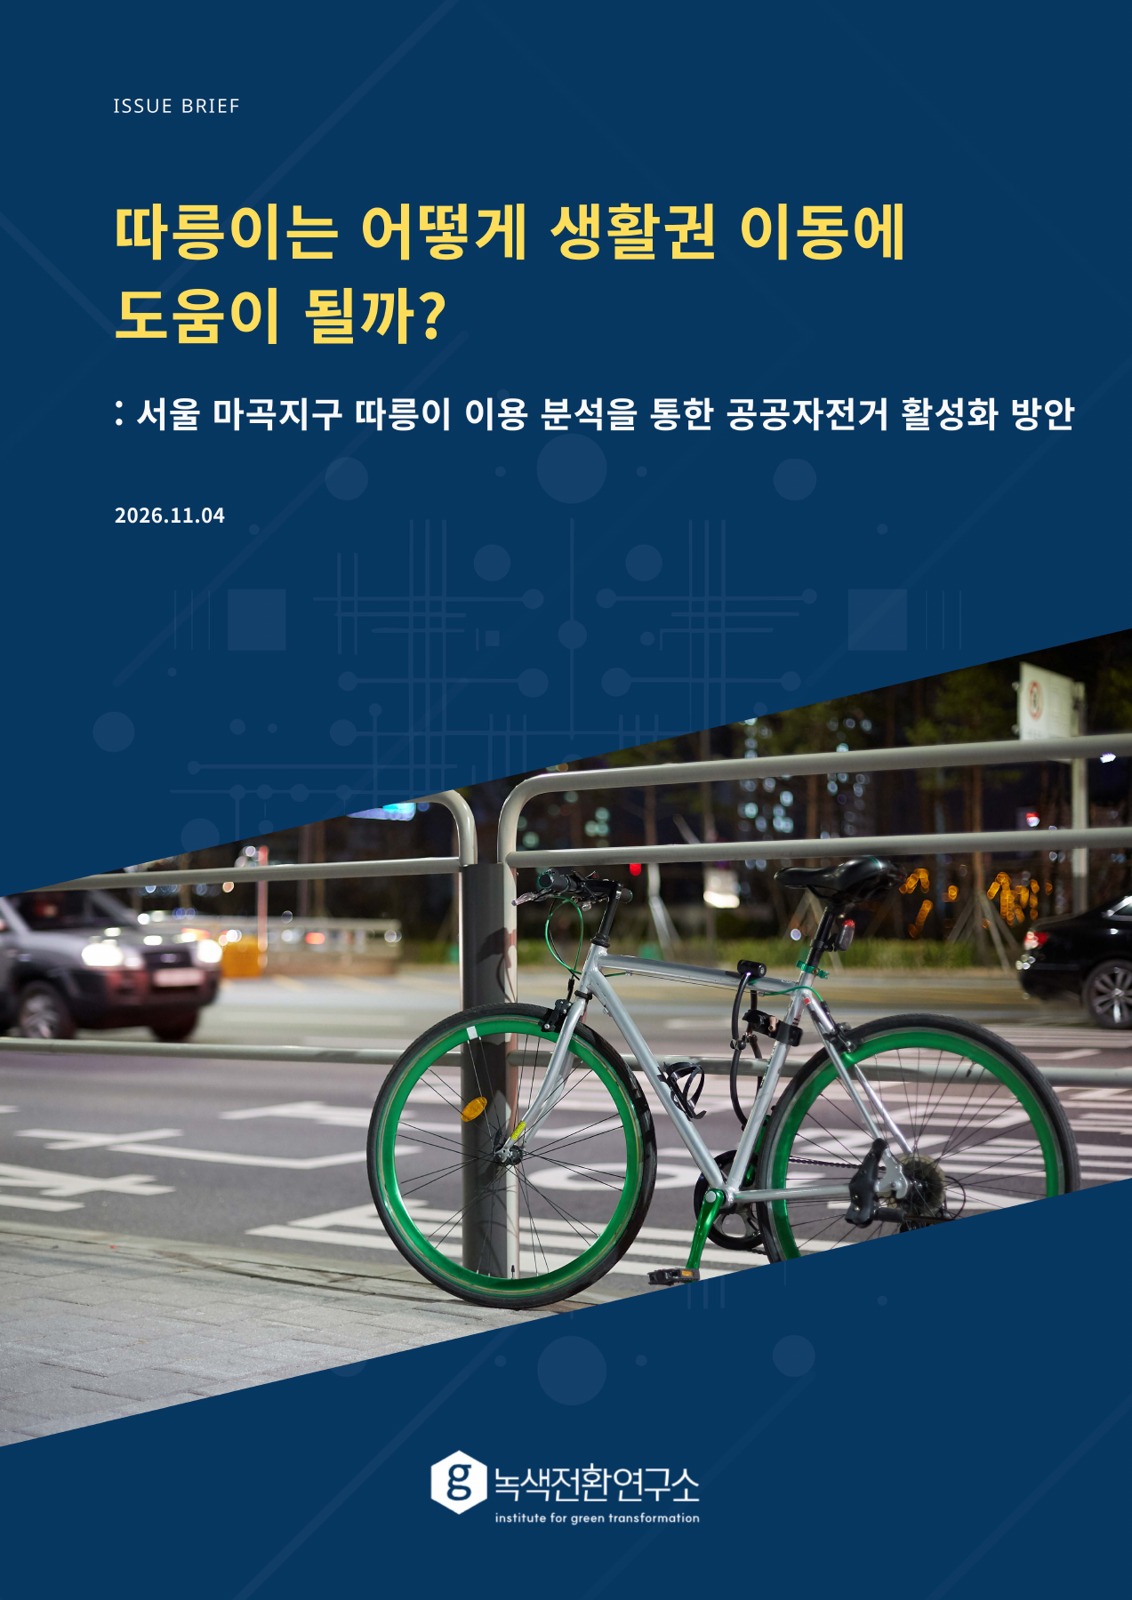 ISSUE BRIEF
따릉이는 어떻게 생활권 이동에
도움이 될까?
: 서울 마곡지구 따릉이 이용 분석을 통한 공공자전거 활성화 방안
2026.11.04
g 녹색전환연구소
institute for green transformation